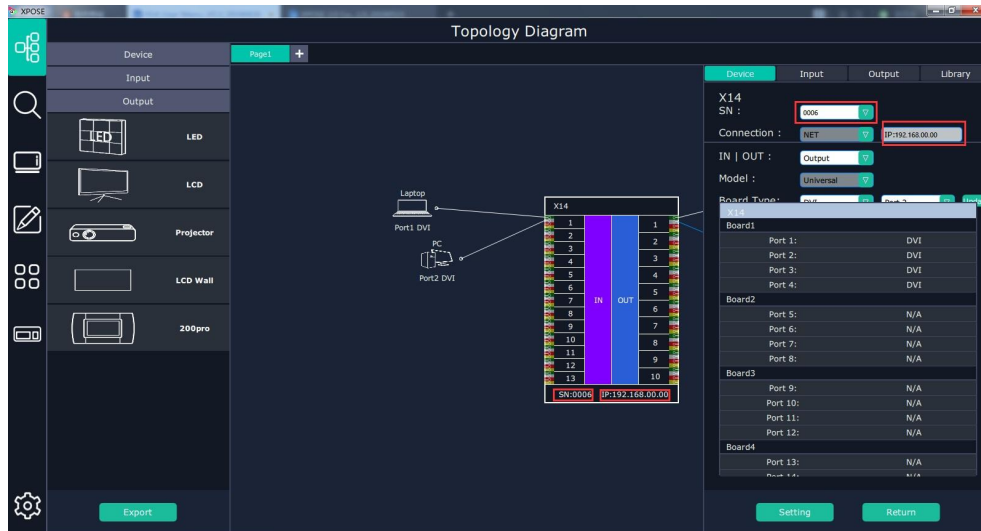 XPOSE
Topology Diagram
Device
Input
Output
LED
LED
LCD
Projector
LCD Wall
200pro
Export
Page1 +
Laptop
Port1 DVI
PC
Port2 DVI
X14
1
2
3
4
5
6
7
8
9
10
11
12
13
IN
OUT
1
2
3
4
5
6
7
8
9
10
SN:0006 IP:192.168.00.00
Device Input Output Library
X14
SN : 0006
Connection : NET IP:192.168.00.00
IN | OUT : Output
Model : Universal
Board Type:
X14
Board1
Port 1: DVI
Port 2: DVI
Port 3: DVI
Port 4: DVI
Board2
Port 5: N/A
Port 6: N/A
Port 7: N/A
Port 8: N/A
Board3
Port 9: N/A
Port 10: N/A
Port 11: N/A
Port 12: N/A
Board4
Port 13: N/A
Port 14: N/A
Setting Return